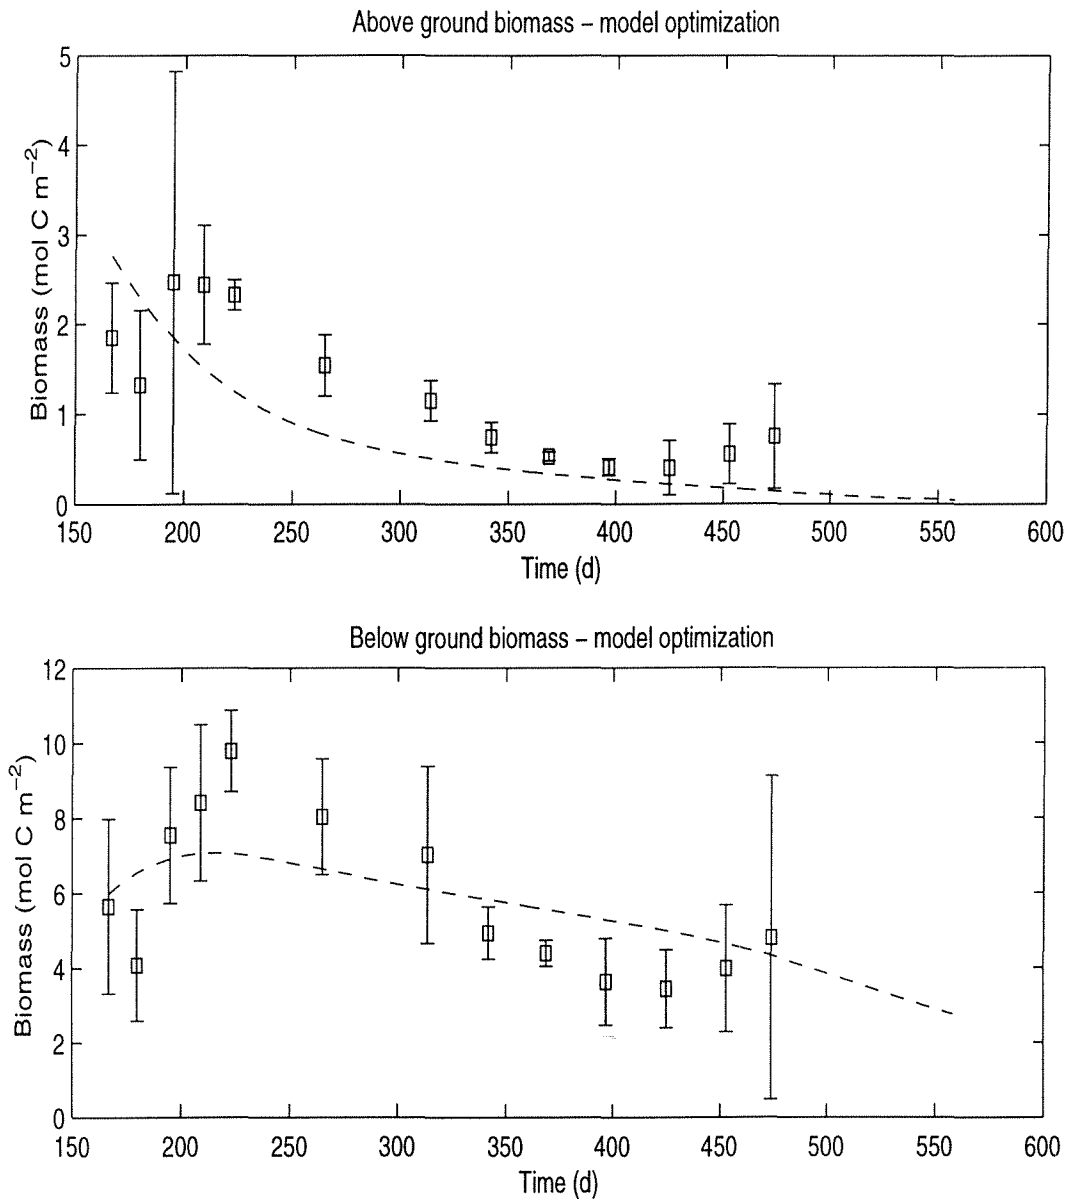 Above ground biomass – model optimization
5
4
3
2
1
0
Biomass (mol C m−2)
150 200 250 300 350 400 450 500 550 600
Time (d)
Below ground biomass – model optimization
12
10
8
6
4
2
0
Biomass (mol C m−2)
150 200 250 300 350 400 450 500 550 600
Time (d)